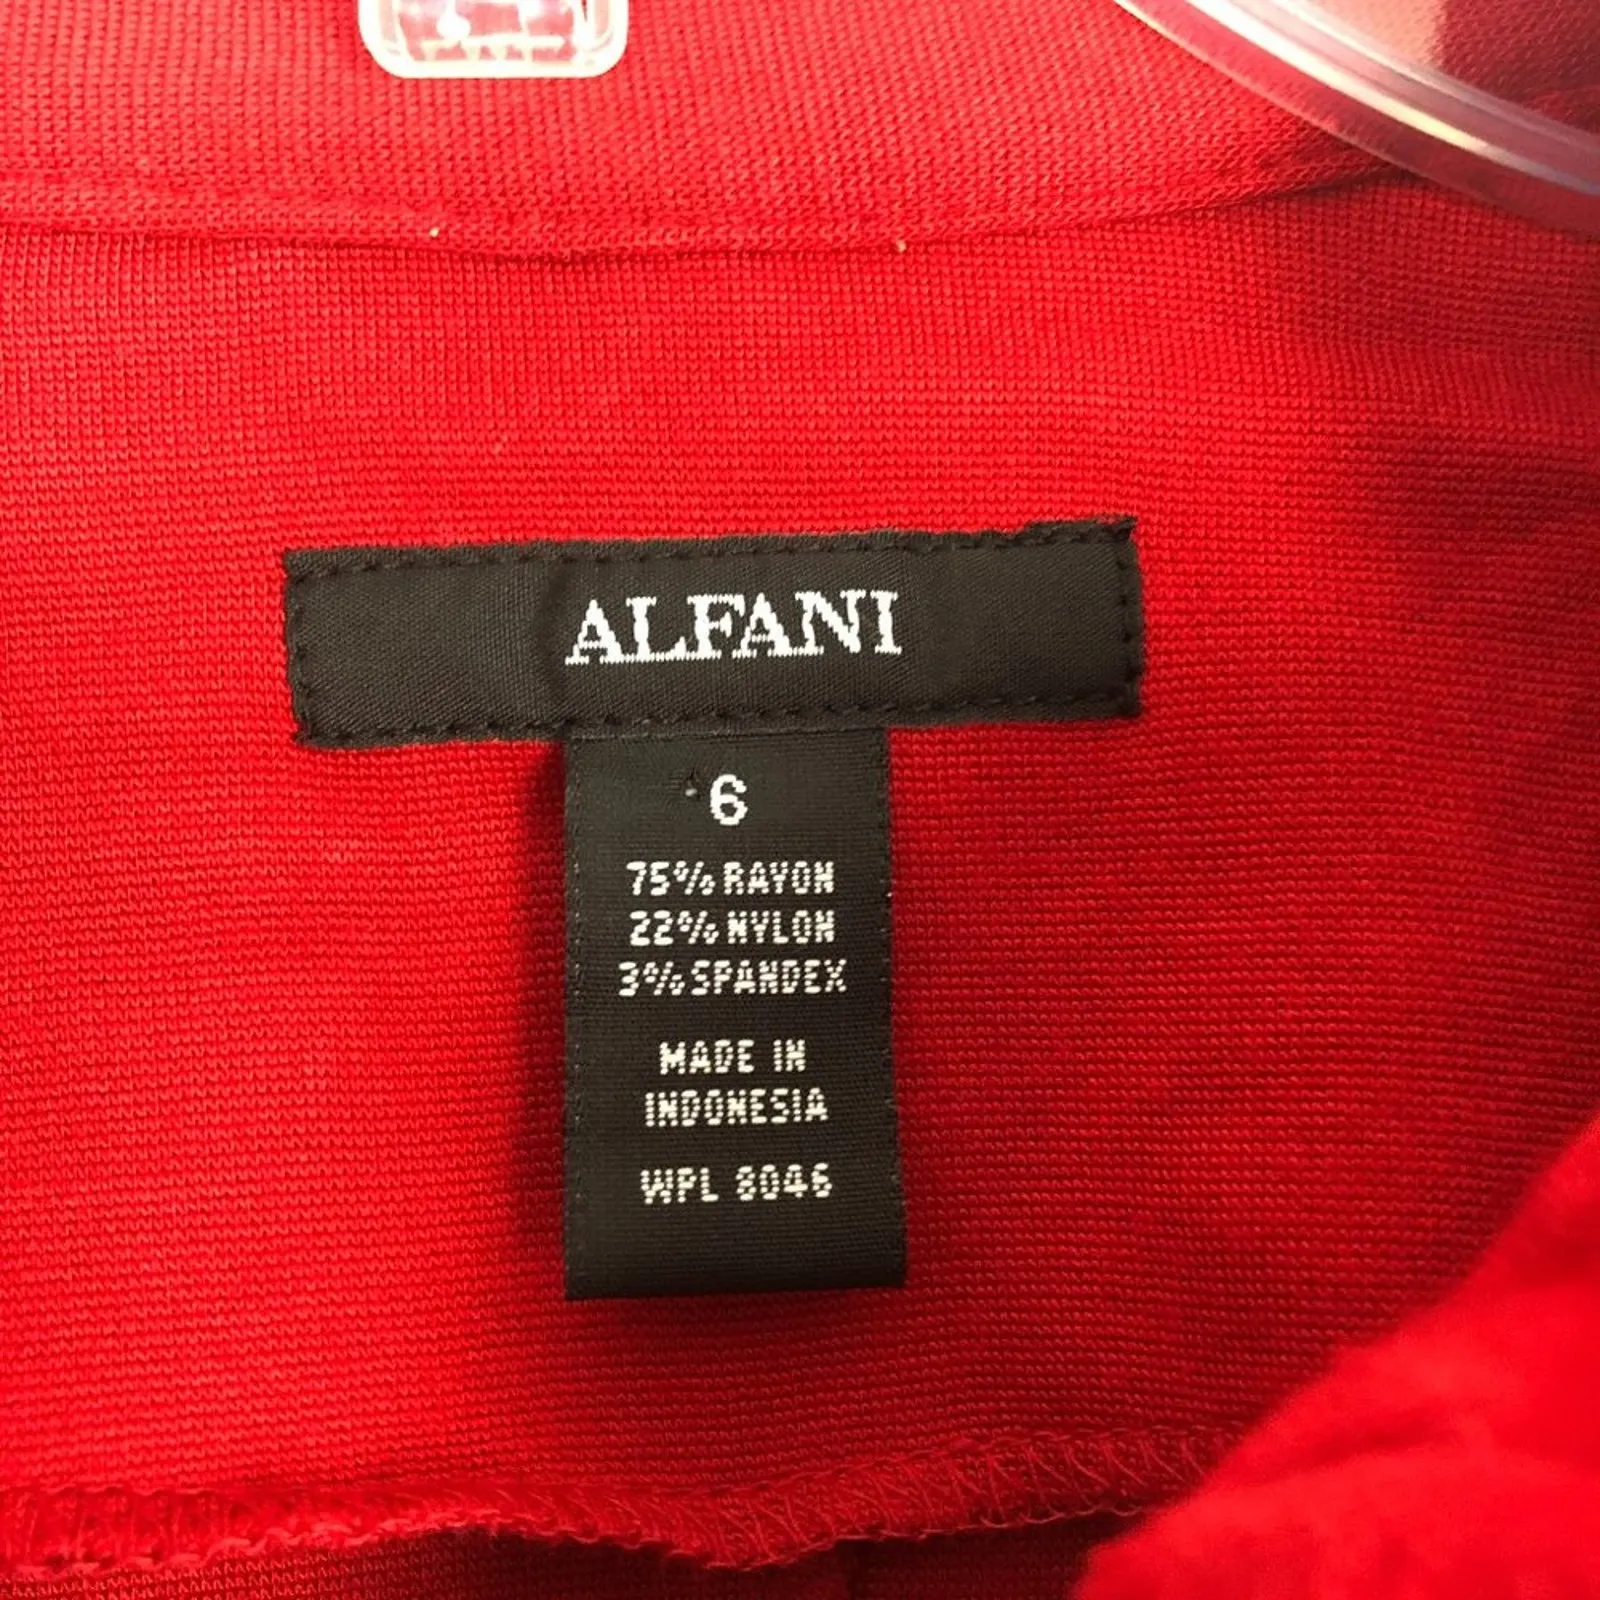 ALFANI
6
75% RAYON
22% NYLON
3% SPANDEX
MADE IN
INDONESIA
WPL 8046